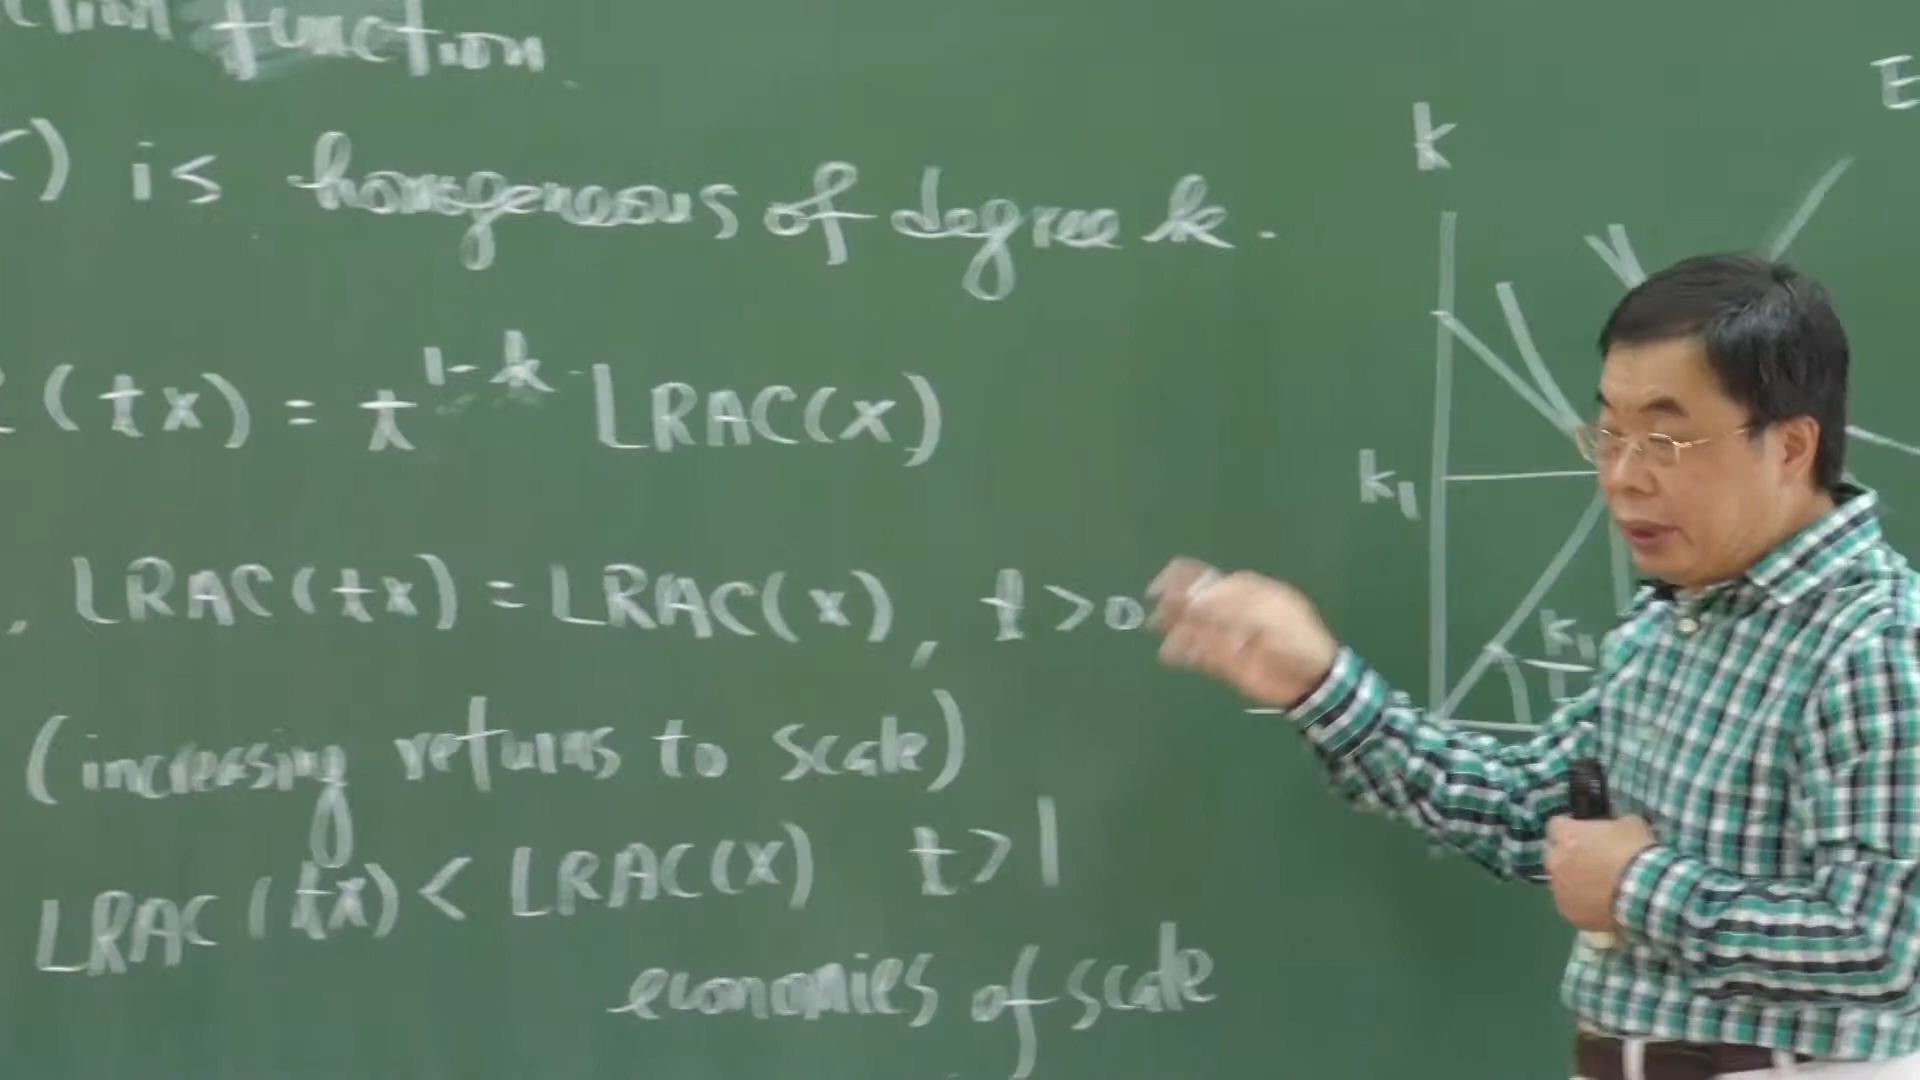 function
) is homogeneous of degree k.
(tx) = t^{1-k} LRAC(x)
, LRAC(tx) = LRAC(x), t>0
(increasing returns to scale)
LRAC(tx) < LRAC(x) t>1
economies of scale
E
k
k₁
k₁